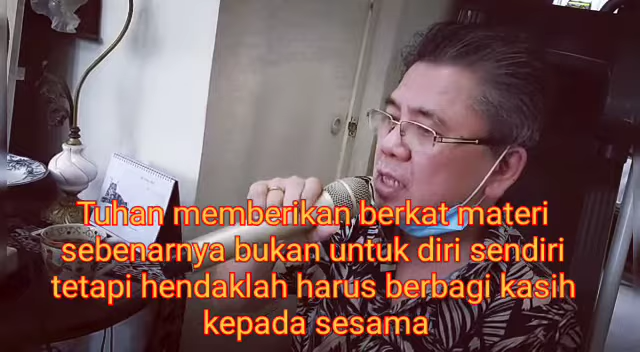 Tuhan memberikan berkat materi
sebenarnya bukan untuk diri sendiri
tetapi hendaklah harus berbagi kasih
kepada sesama